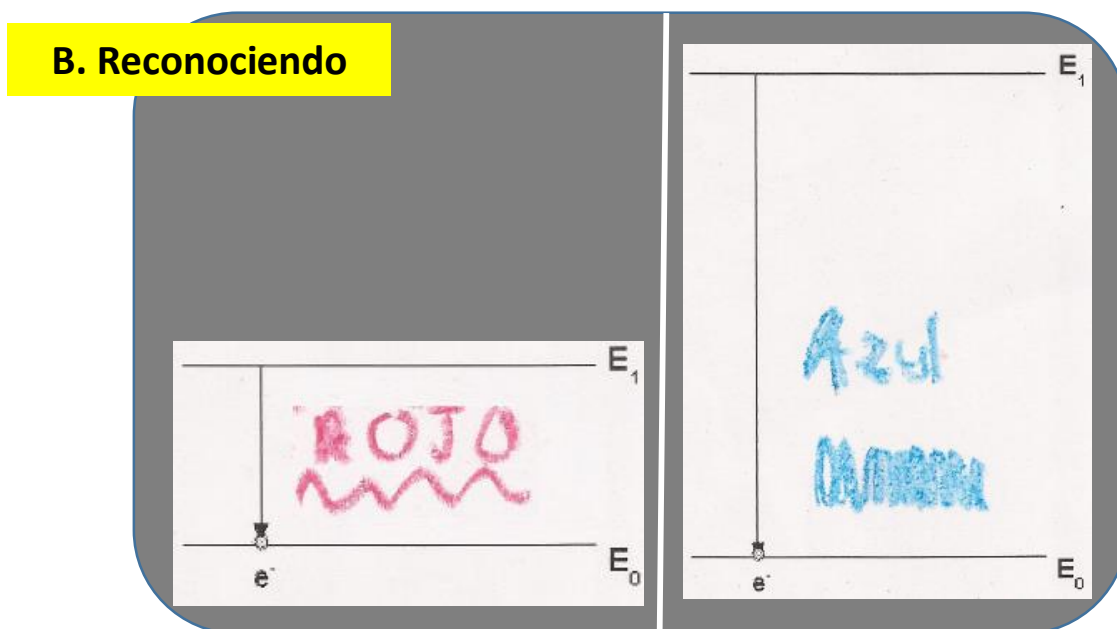 B. Reconociendo
E1
ROJO
E0
e-
E1
Azul
E0
e-